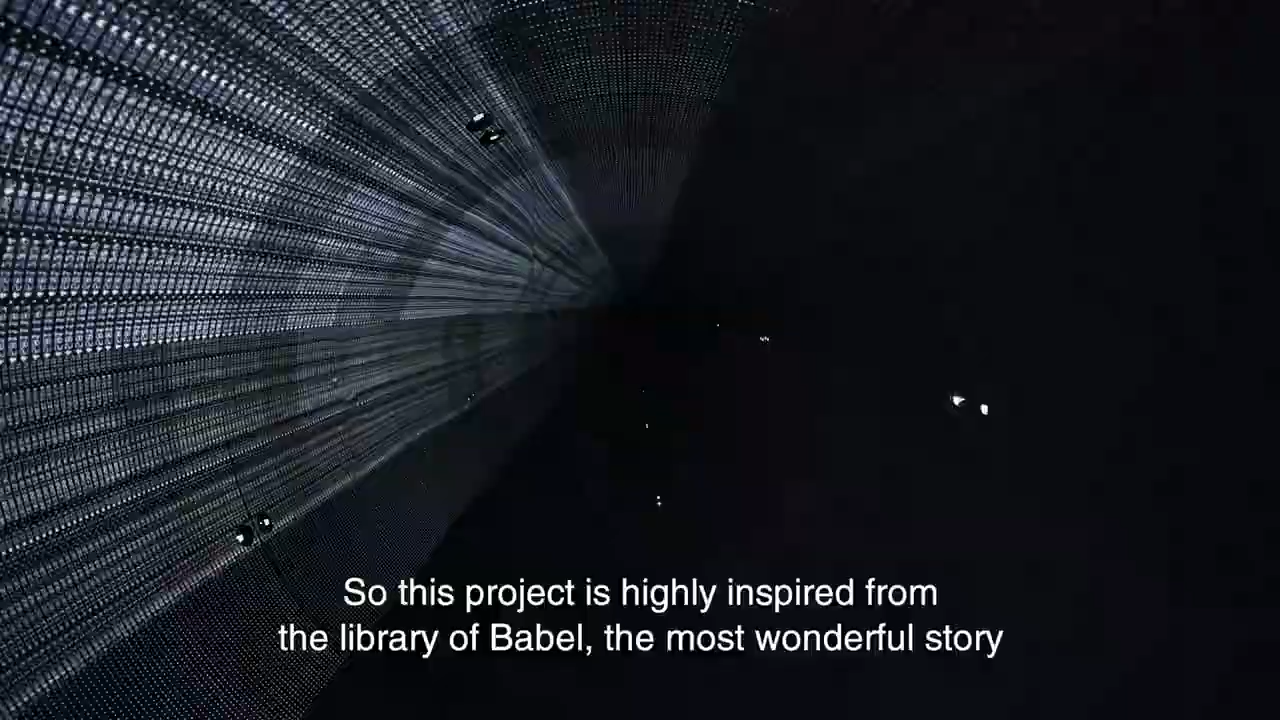 So this project is highly inspired from
the library of Babel, the most wonderful story